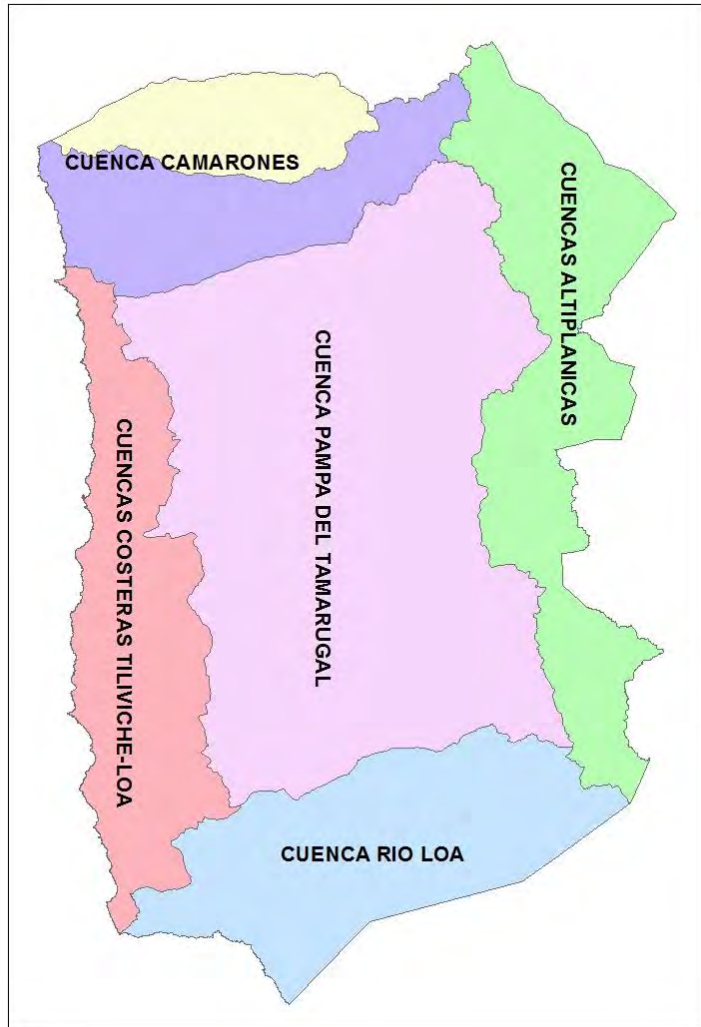 CUENCA CAMARONES
CUENCAS ALTIPLANICAS
CUENCA PAMPA DEL TAMARUGAL
CUENCAS COSTERAS TILIVICHE-LOA
CUENCA RIO LOA